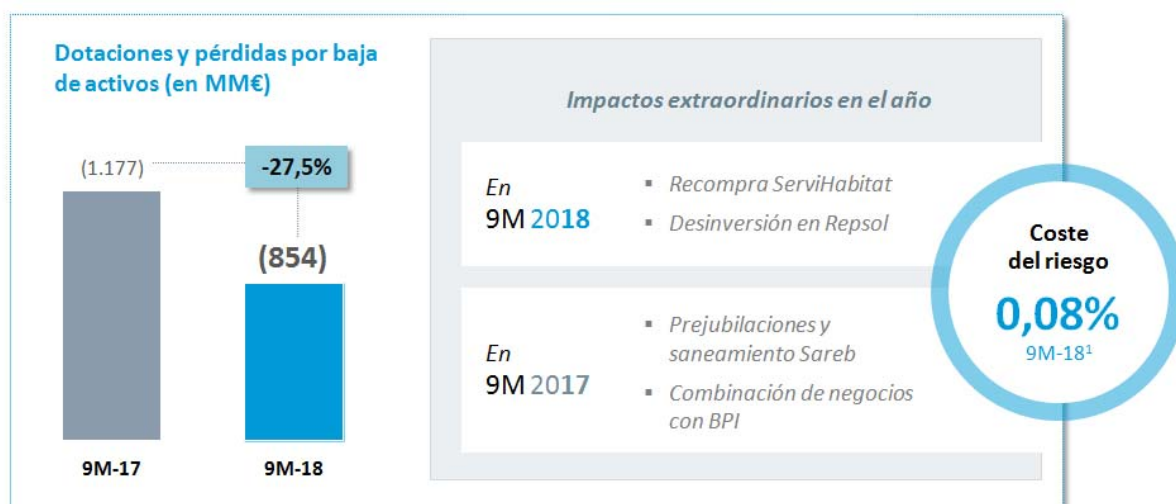 Dotaciones y pérdidas por baja
de activos (en MM€)
(1.177)
-27,5%
(854)
9M-17
9M-18
Impactos extraordinarios en el año
En
9M 2018
▪ Recompra ServiHabitat
▪ Desinversión en Repsol
En
9M 2017
▪ Prejubilaciones y
saneamiento Sareb
▪ Combinación de negocios
con BPI
Coste
del riesgo
0,08%
9M-18¹